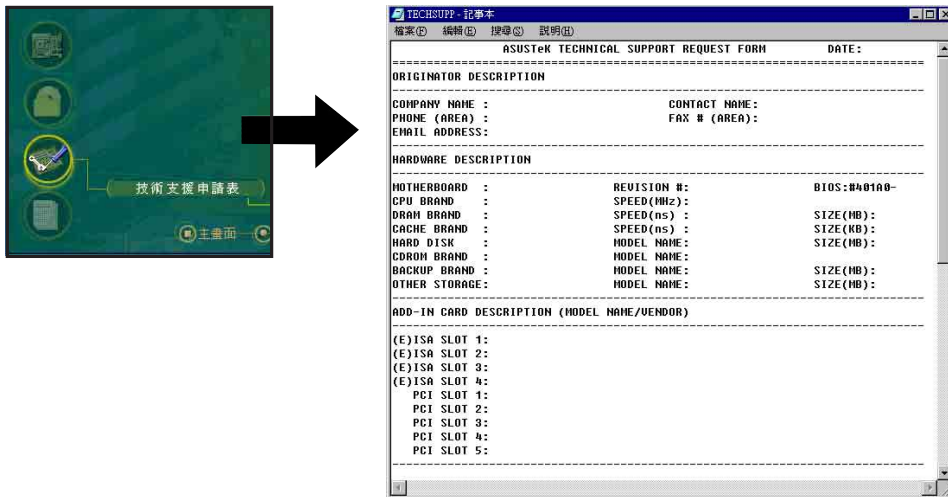 技術支援申請表
主畫面
TECHSUPP - 記事本
檔案(F) 編輯(E) 搜尋(S) 說明(H)
ASUSTeK TECHNICAL SUPPORT REQUEST FORM DATE:
ORIGINATOR DESCRIPTION
COMPANY NAME : CONTACT NAME:
PHONE (AREA) : FAX # (AREA):
EMAIL ADDRESS:
HARDWARE DESCRIPTION
MOTHERBOARD : REVISION #: BIOS:#401A0-
CPU BRAND : SPEED(MHz):
DRAM BRAND : SPEED(ns) : SIZE(MB):
CACHE BRAND : SPEED(ns) : SIZE(KB):
HARD DISK : MODEL NAME: SIZE(MB):
CDROM BRAND : MODEL NAME:
BACKUP BRAND : MODEL NAME: SIZE(MB):
OTHER STORAGE: MODEL NAME: SIZE(MB):
ADD-IN CARD DESCRIPTION (MODEL NAME/VENDOR)
(E)ISA SLOT 1:
(E)ISA SLOT 2:
(E)ISA SLOT 3:
(E)ISA SLOT 4:
PCI SLOT 1:
PCI SLOT 2:
PCI SLOT 3:
PCI SLOT 4:
PCI SLOT 5: